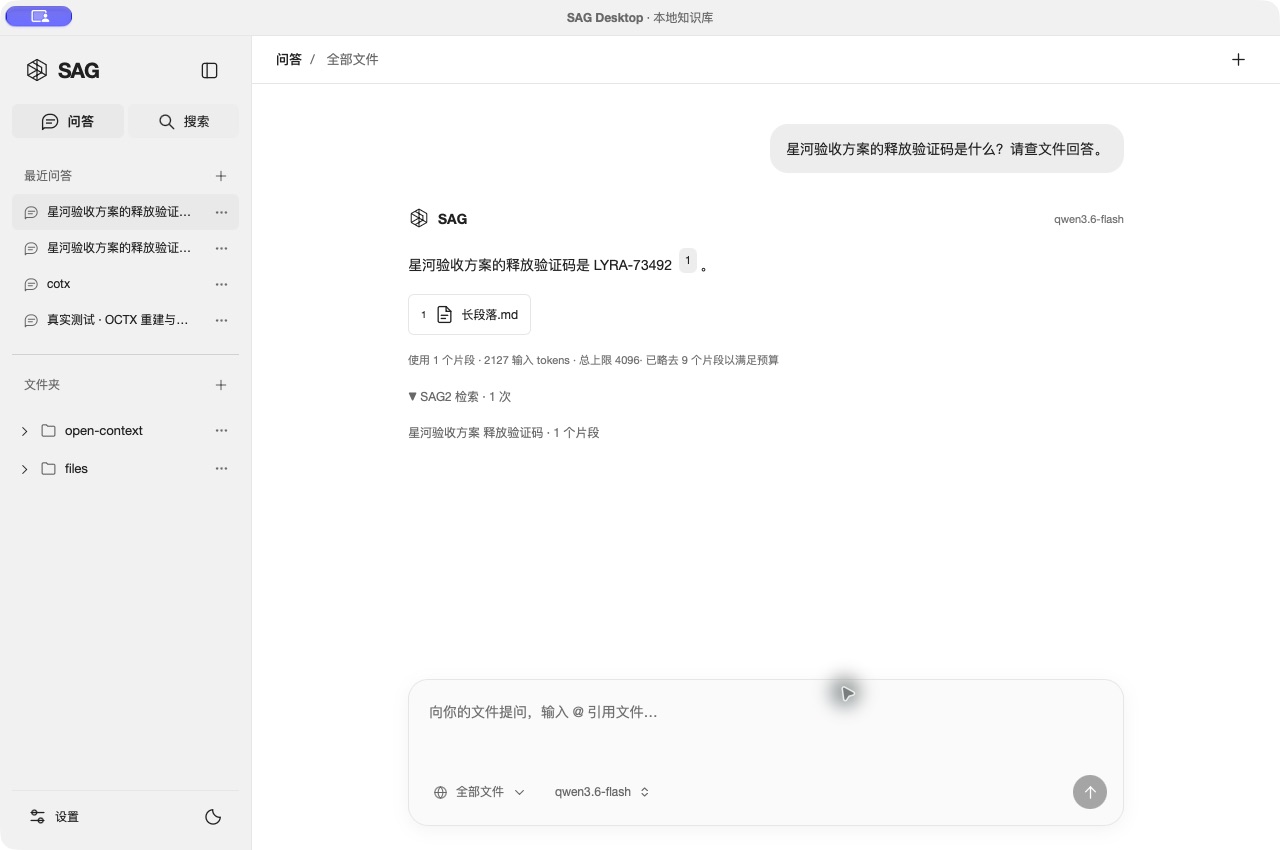 SAG Desktop · 本地知识库
SAG
问答
搜索
最近问答
星河验收方案的释放验证…
星河验收方案的释放验证…
cotx
真实测试 · OCTX 重建与…
文件夹
open-context
files
设置
问答 / 全部文件
星河验收方案的释放验证码是什么？请查文件回答。
SAG
qwen3.6-flash
星河验收方案的释放验证码是 LYRA-73492 1 。
1 长段落.md
使用 1 个片段 · 2127 输入 tokens · 总上限 4096· 已略去 9 个片段以满足预算
▼ SAG2 检索 · 1 次
星河验收方案 释放验证码 · 1 个片段
向你的文件提问，输入 @ 引用文件…
全部文件
qwen3.6-flash